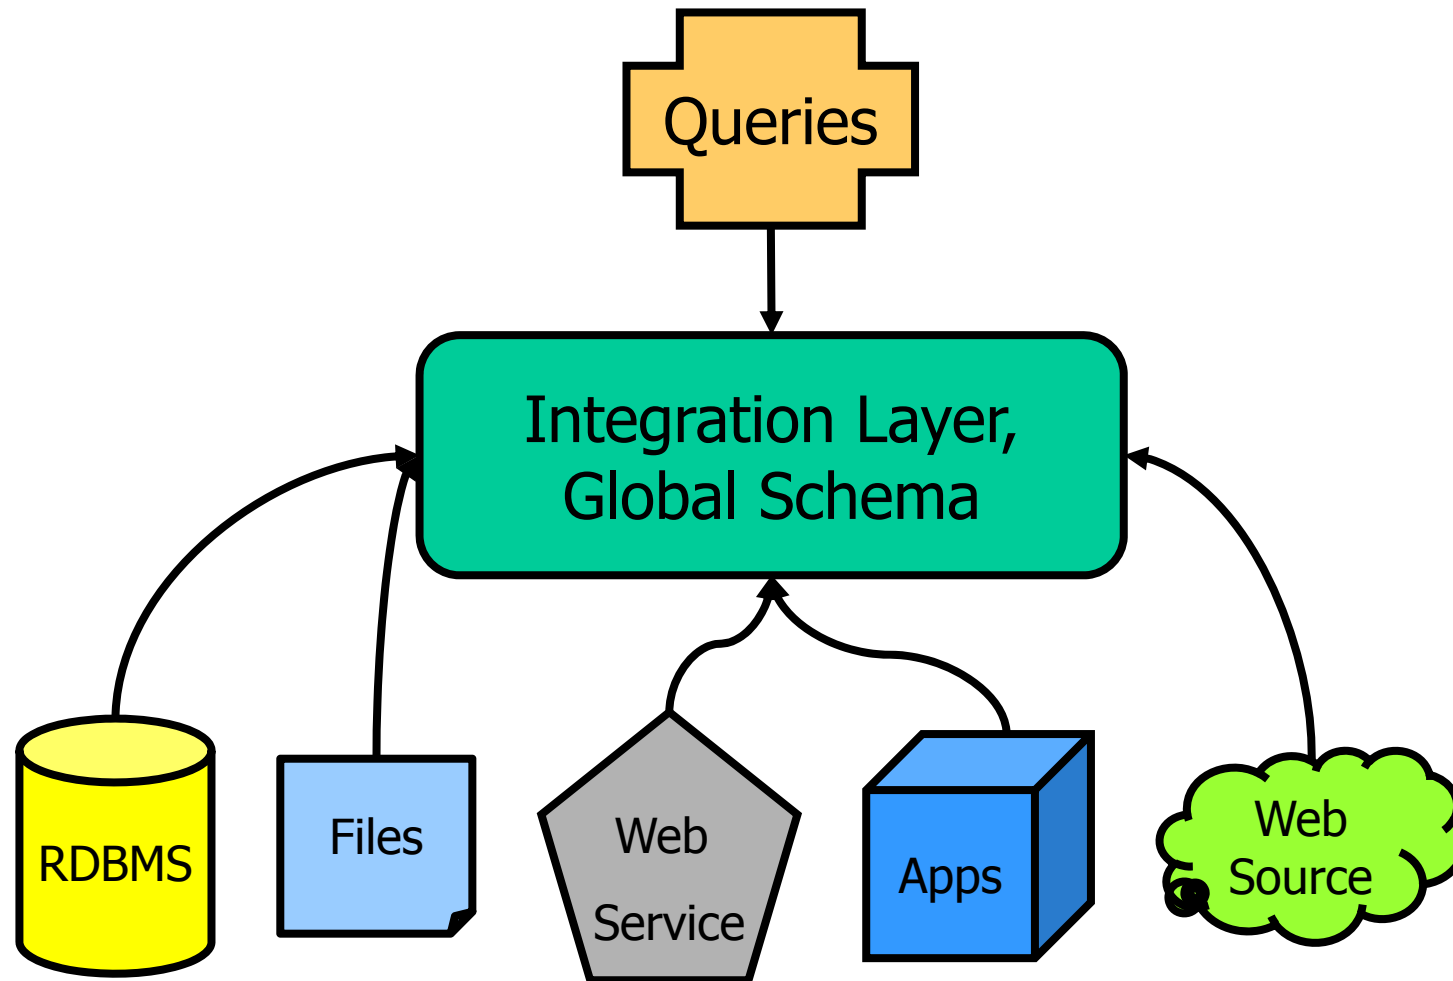 Queries
Integration Layer,
Global Schema
RDBMS
Files
Web
Service
Apps
Web
Source